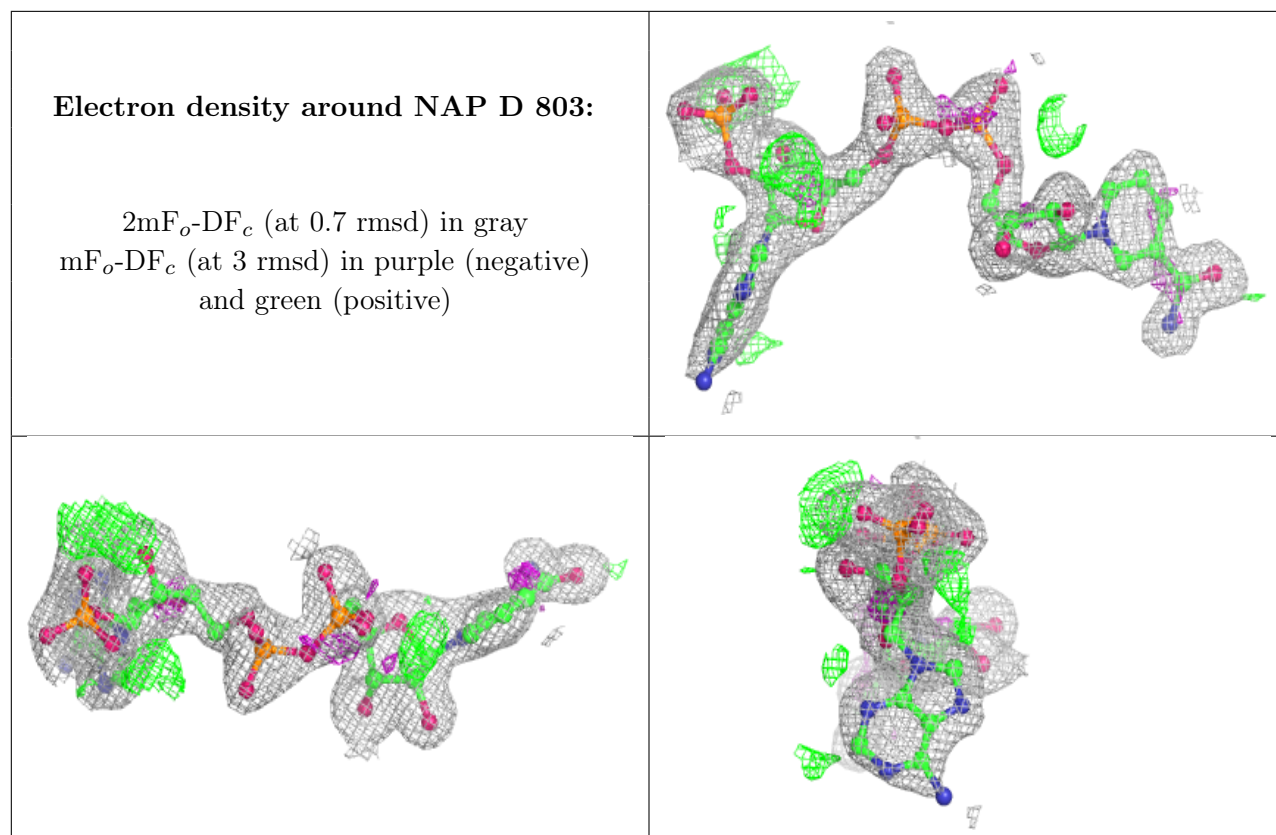 Electron density around NAP D 803:
2mFₒ-DF𝒸 (at 0.7 rmsd) in gray
mFₒ-DF𝒸 (at 3 rmsd) in purple (negative)
and green (positive)